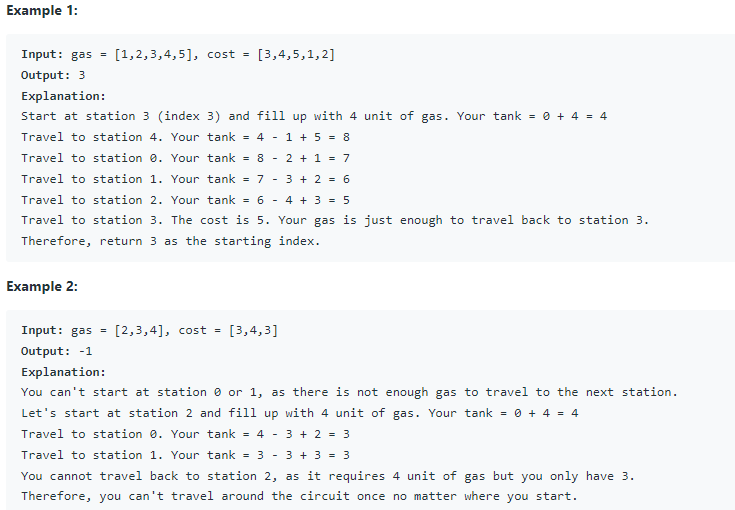 Example 1:
Input: gas = [1,2,3,4,5], cost = [3,4,5,1,2]
Output: 3
Explanation:
Start at station 3 (index 3) and fill up with 4 unit of gas. Your tank = 0 + 4 = 4
Travel to station 4. Your tank = 4 - 1 + 5 = 8
Travel to station 0. Your tank = 8 - 2 + 1 = 7
Travel to station 1. Your tank = 7 - 3 + 2 = 6
Travel to station 2. Your tank = 6 - 4 + 3 = 5
Travel to station 3. The cost is 5. Your gas is just enough to travel back to station 3.
Therefore, return 3 as the starting index.
Example 2:
Input: gas = [2,3,4], cost = [3,4,3]
Output: -1
Explanation:
You can't start at station 0 or 1, as there is not enough gas to travel to the next station.
Let's start at station 2 and fill up with 4 unit of gas. Your tank = 0 + 4 = 4
Travel to station 0. Your tank = 4 - 3 + 2 = 3
Travel to station 1. Your tank = 3 - 3 + 3 = 3
You cannot travel back to station 2, as it requires 4 unit of gas but you only have 3.
Therefore, you can't travel around the circuit once no matter where you start.